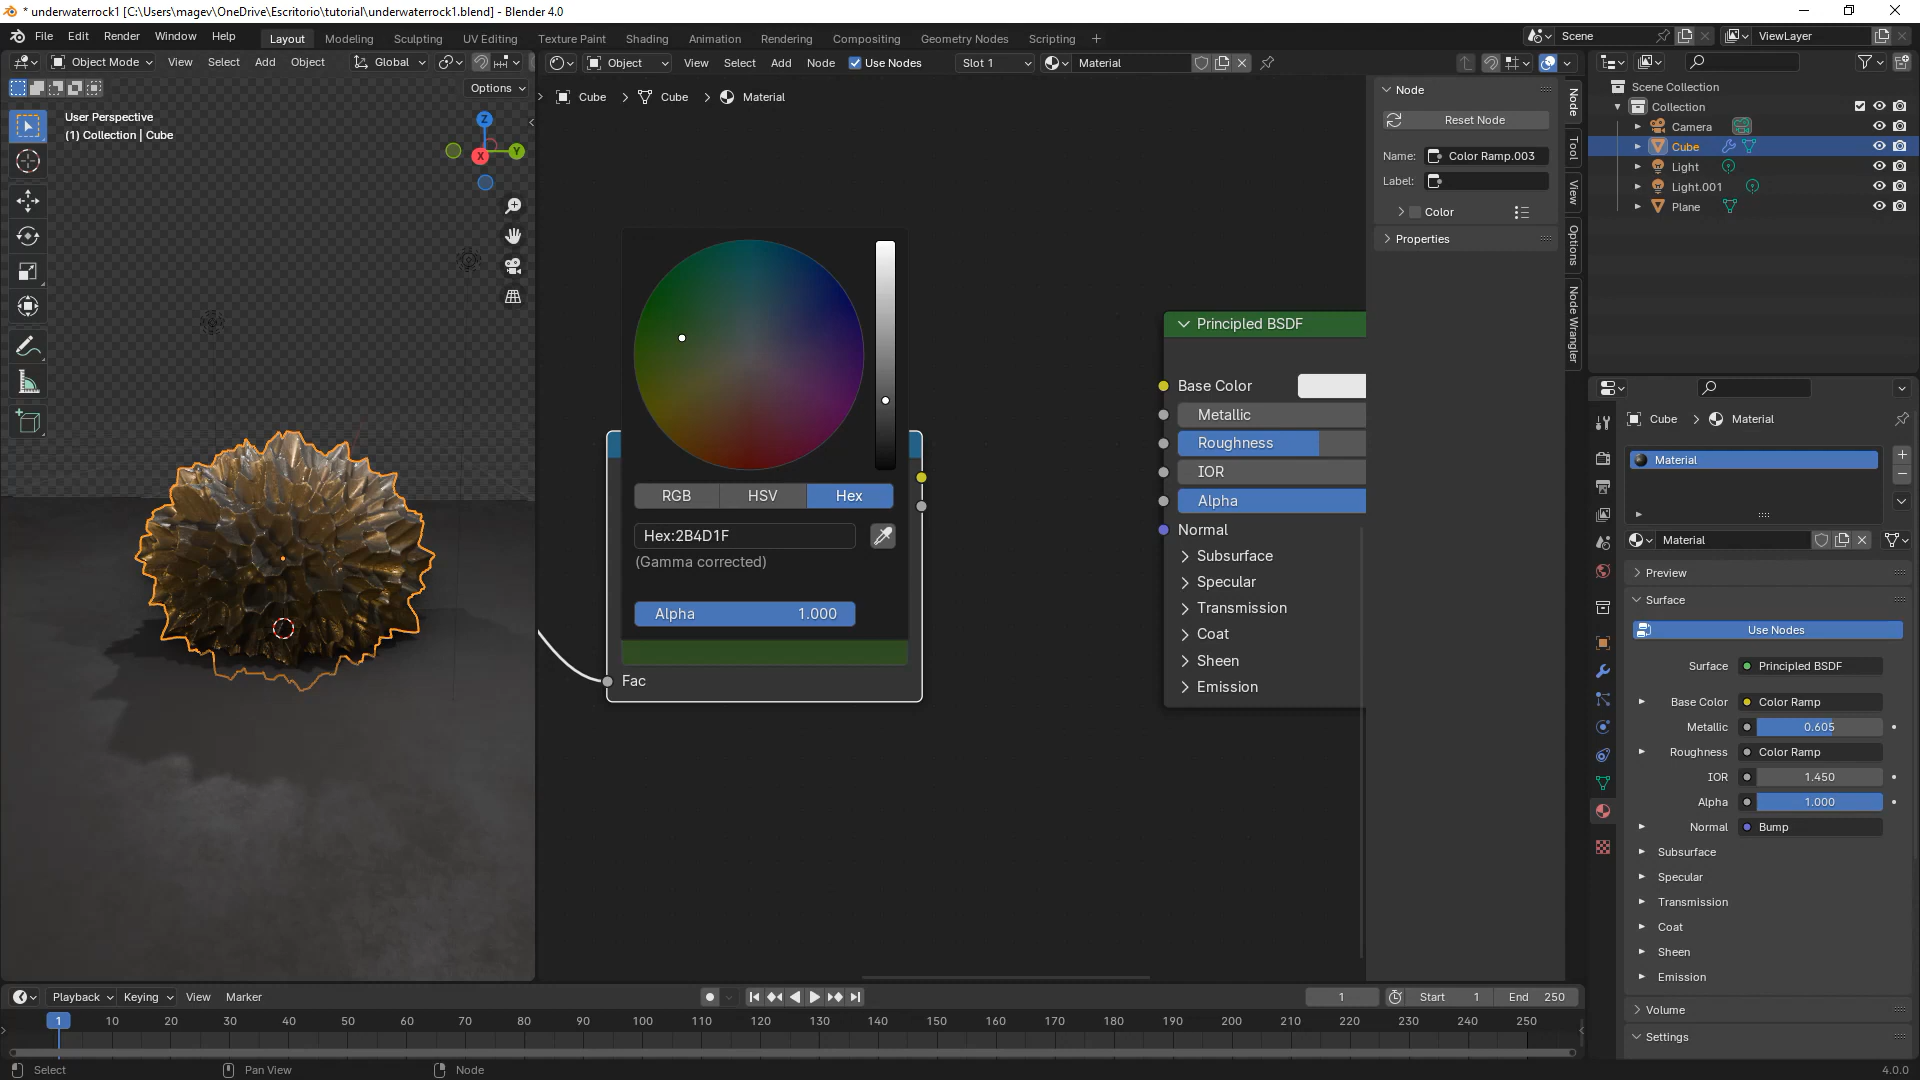 * underwaterrock1 [C:\Users\magev\OneDrive\Escritorio\tutorial\underwaterrock1.blend] - Blender 4.0
File Edit Render Window Help
Layout Modeling Sculpting UV Editing Texture Paint Shading Animation Rendering Compositing Geometry Nodes Scripting +
Scene ViewLayer
Object Mode View Select Add Object Global
Object View Select Add Node Use Nodes Slot 1 Material
Options
User Perspective
(1) Collection | Cube
Z
Y
X
Cube > Cube > Material
Hex:2B4D1F
RGB HSV Hex
(Gamma corrected)
Alpha 1.000
Fac
Principled BSDF
Base Color
Metallic
Roughness
IOR
Alpha
Normal
Subsurface
Specular
Transmission
Coat
Sheen
Emission
Node
Reset Node
Name: Color Ramp.003
Label:
Color
Properties
Node
Tool
View
Options
Node Wrangler
Scene Collection
Collection
Camera
Cube
Light
Light.001
Plane
Cube > Material
Material
Material
Preview
Surface
Use Nodes
Surface Principled BSDF
Base Color Color Ramp
Metallic 0.605
Roughness Color Ramp
IOR 1.450
Alpha 1.000
Normal Bump
Subsurface
Specular
Transmission
Coat
Sheen
Emission
Volume
Settings
Playback Keying View Marker
1 Start 1 End 250
1 10 20 30 40 50 60 70 80 90 100 110 120 130 140 150 160 170 180 190 200 210 220 230 240 250
Select Pan View Node 4.0.0